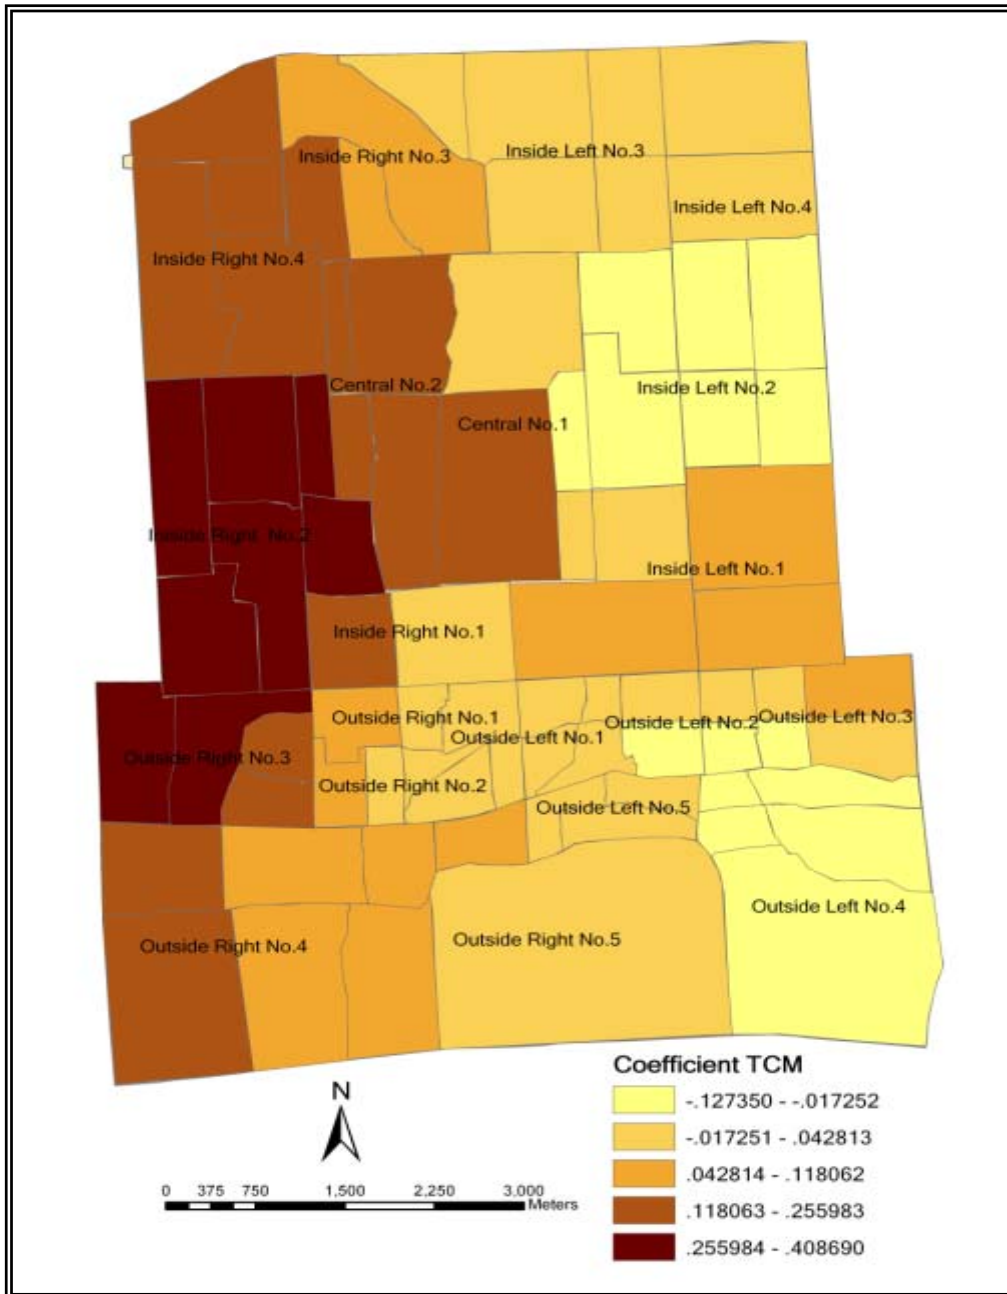 Inside Right No.3
Inside Left No.3
Inside Left No.4
Inside Right No.4
Central No.2
Inside Left No.2
Central No.1
Inside Right  No.2
Inside Left No.1
Inside Right No.1
Outside Right No.1
Outside Left No.2
Outside Left No.3
Outside Left No.1
Outside Right No.3
Outside Right No.2
Outside Left No.5
Outside Left No.4
Outside Right No.4
Outside Right No.5
Coefficient TCM
-.127350 - -.017252
-.017251 - .042813
.042814 - .118062
.118063 - .255983
.255984 - .408690
N
0 375 750 1,500 2,250 3,000
Meters